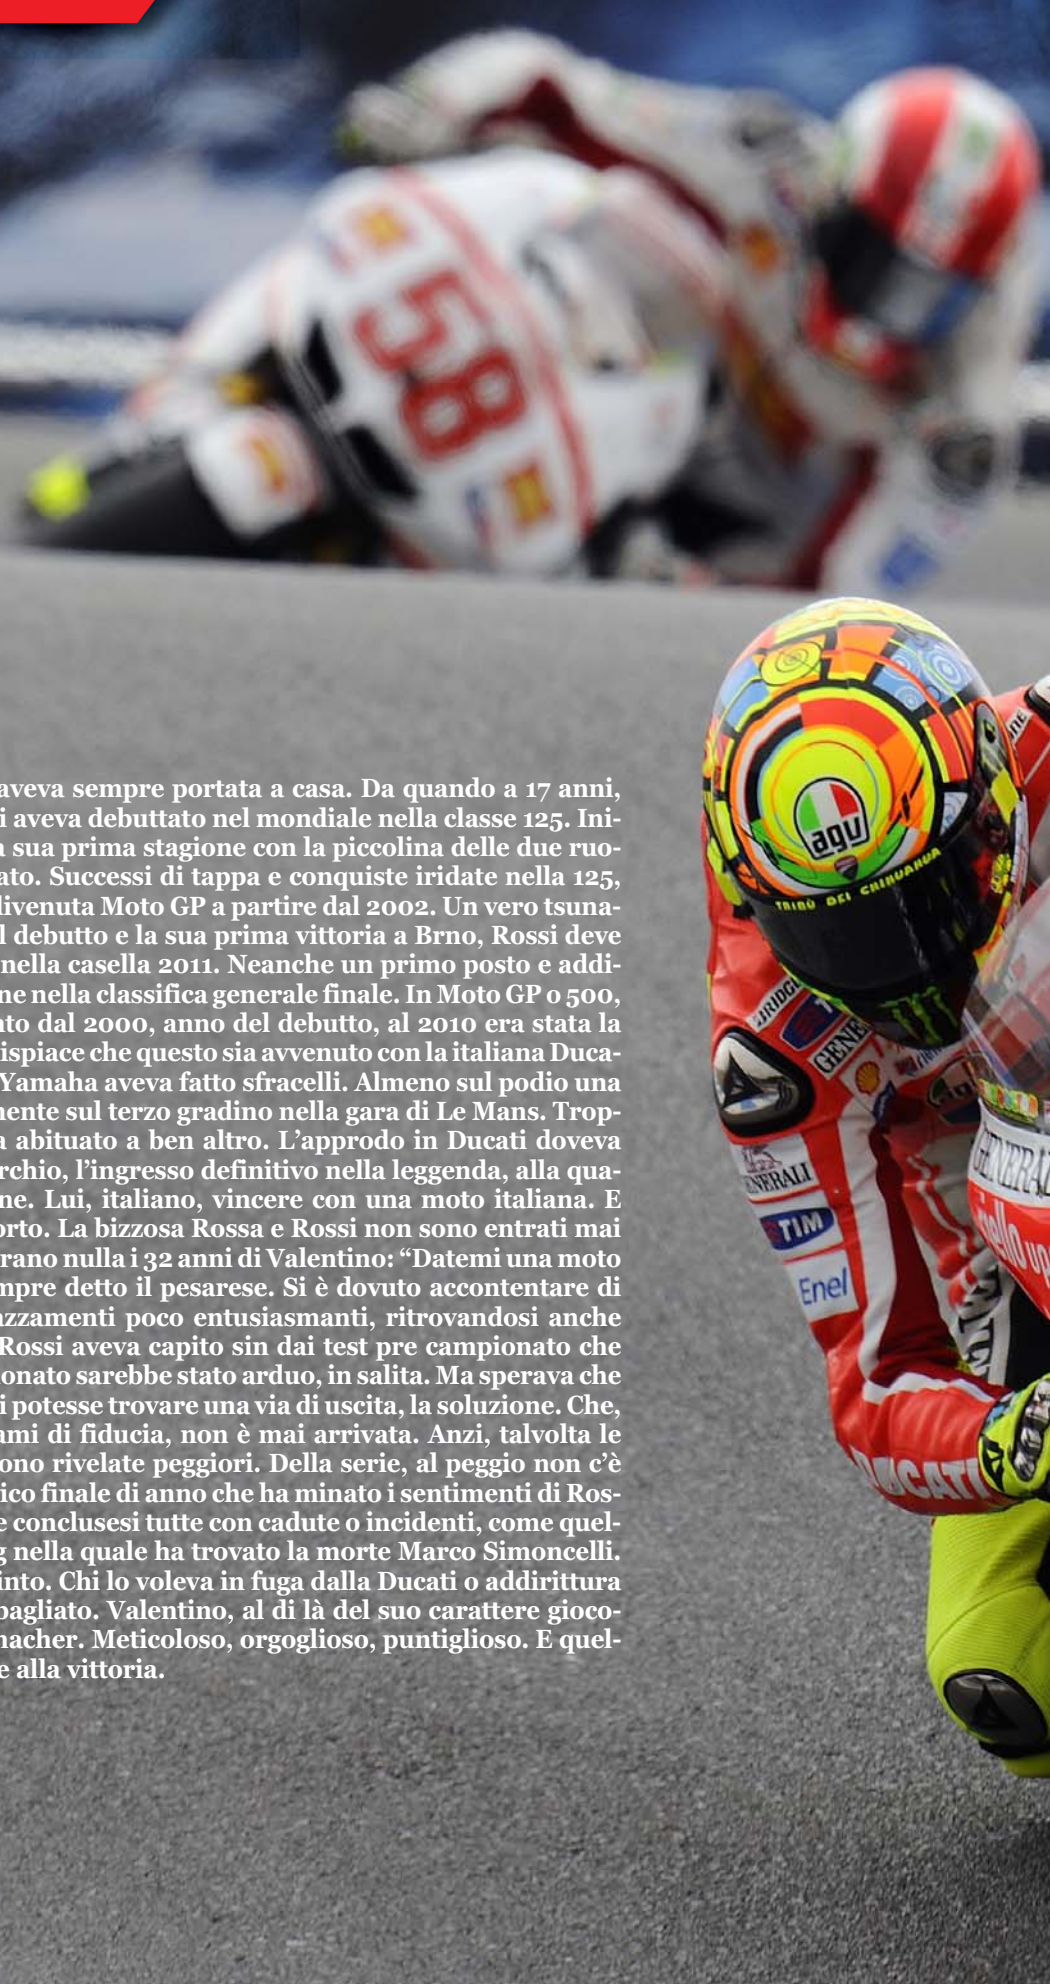 58
agv
TRIBÙ DEI CHIHUAHUA
GENERALI
TIM
Enel
DUCATI
aveva sempre portata a casa. Da quando a 17 anni,
i aveva debuttato nel mondiale nella classe 125. Ini-
a sua prima stagione con la piccolina delle due ruo-
ato. Successi di tappa e conquiste iridate nella 125,
divenuta Moto GP a partire dal 2002. Un vero tsuna-
l debutto e la sua prima vittoria a Brno, Rossi deve
nella casella 2011. Neanche un primo posto e addi-
ne nella classifica generale finale. In Moto GP o 500,
nto dal 2000, anno del debutto, al 2010 era stata la
ispiace che questo sia avvenuto con la italiana Duca-
Yamaha aveva fatto sfracelli. Almeno sul podio una
mente sul terzo gradino nella gara di Le Mans. Trop-
a abituato a ben altro. L’approdo in Ducati doveva
rchio, l’ingresso definitivo nella leggenda, alla qua-
ne. Lui, italiano, vincere con una moto italiana. E
orto. La bizzosa Rossa e Rossi non sono entrati mai
rano nulla i 32 anni di Valentino: “Datemi una moto
mpre detto il pesarese. Si è dovuto accontentare di
azzamenti poco entusiasmanti, ritrovandosi anche
Rossi aveva capito sin dai test pre campionato che
onato sarebbe stato arduo, in salita. Ma sperava che
i potesse trovare una via di uscita, la soluzione. Che,
ami di fiducia, non è mai arrivata. Anzi, talvolta le
ono rivelate peggiori. Della serie, al peggio non c’è
ico finale di anno che ha minato i sentimenti di Ros-
e conclusesi tutte con cadute o incidenti, come quel-
g nella quale ha trovato la morte Marco Simoncelli.
into. Chi lo voleva in fuga dalla Ducati o addirittura
bagliato. Valentino, al di là del suo carattere gioco-
nacher. Meticoloso, orgoglioso, puntiglioso. E quel-
e alla vittoria.